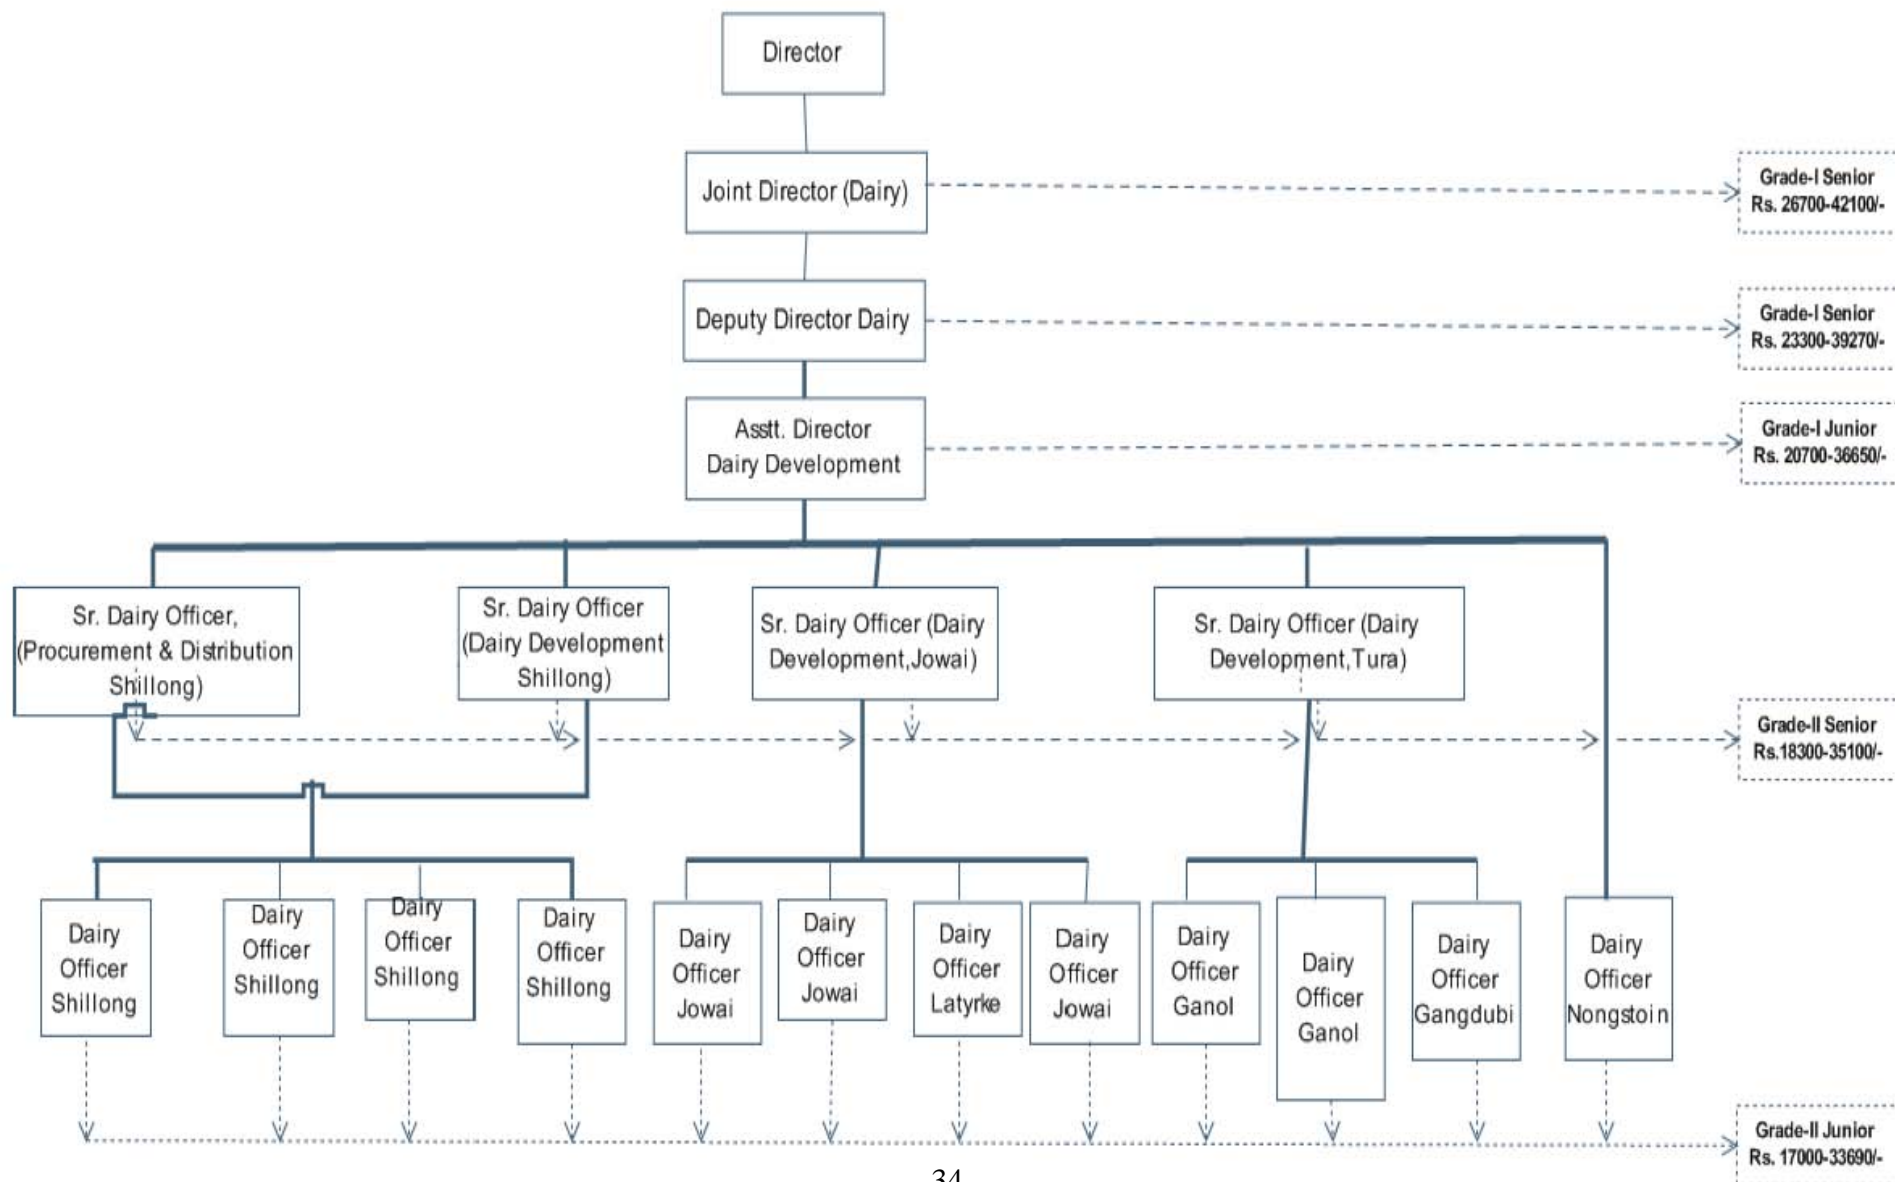 Director
Joint Director (Dairy)
Grade-I Senior
Rs. 26700-42100/-
Deputy Director Dairy
Grade-I Senior
Rs. 23300-39270/-
Asstt. Director
Dairy Development
Grade-I Junior
Rs. 20700-36650/-
Sr. Dairy Officer,
(Procurement & Distribution
Shillong)
Sr. Dairy Officer
(Dairy Development
Shillong)
Sr. Dairy Officer (Dairy
Development,Jowai)
Sr. Dairy Officer (Dairy
Development,Tura)
Grade-II Senior
Rs.18300-35100/-
Dairy
Officer
Shillong
Dairy
Officer
Shillong
Dairy
Officer
Shillong
Dairy
Officer
Shillong
Dairy
Officer
Jowai
Dairy
Officer
Jowai
Dairy
Officer
Latyrke
Dairy
Officer
Jowai
Dairy
Officer
Ganol
Dairy
Officer
Ganol
Dairy
Officer
Gangdubi
Dairy
Officer
Nongstoin
Grade-II Junior
Rs. 17000-33690/-
34